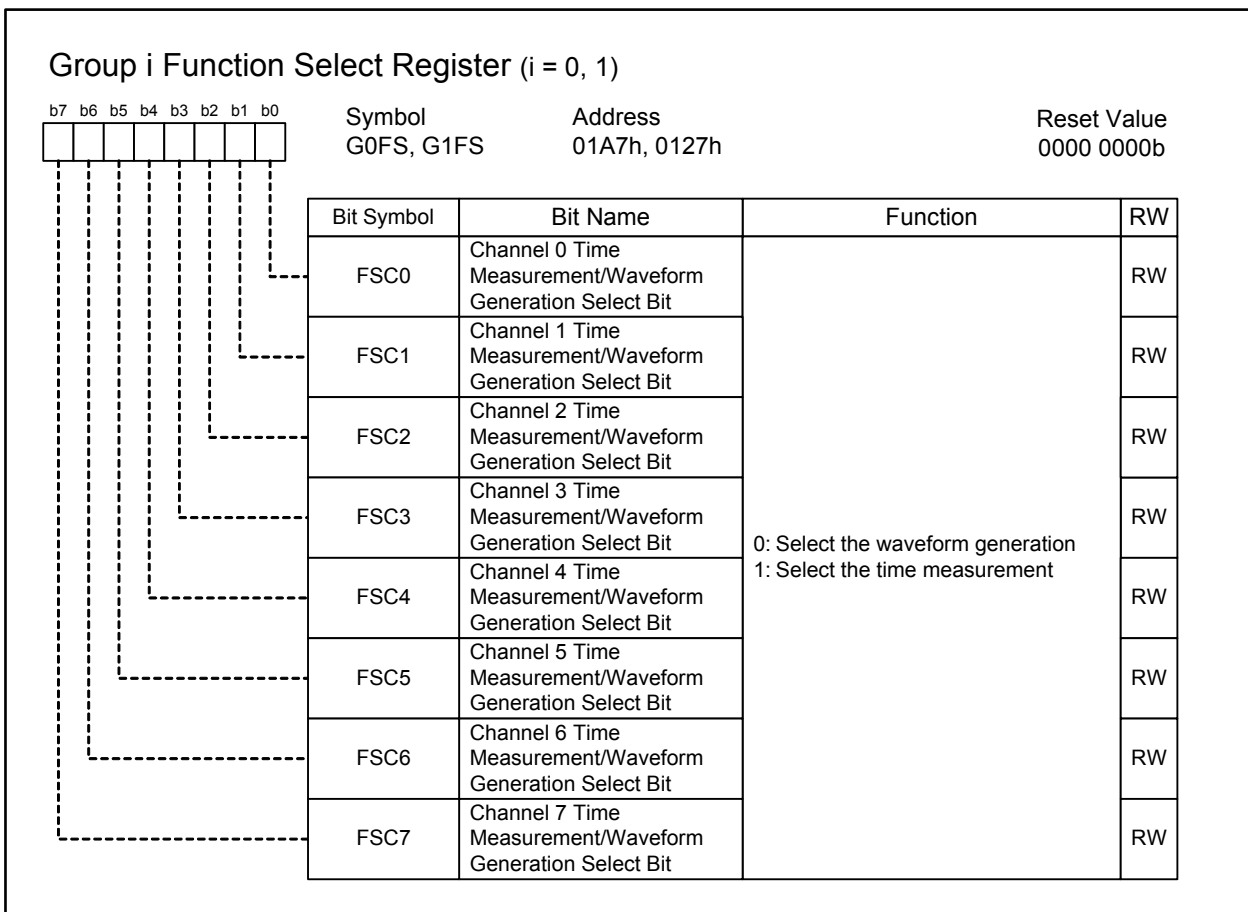 Group i Function Select Register (i = 0, 1)
b7 b6 b5 b4 b3 b2 b1 b0
Symbol Address Reset Value
G0FS, G1FS 01A7h, 0127h 0000 0000b
Bit Symbol Bit Name Function RW
FSC0 Channel 0 Time
Measurement/Waveform
Generation Select Bit RW
FSC1 Channel 1 Time
Measurement/Waveform
Generation Select Bit RW
FSC2 Channel 2 Time
Measurement/Waveform
Generation Select Bit RW
FSC3 Channel 3 Time
Measurement/Waveform
Generation Select Bit RW
0: Select the waveform generation
1: Select the time measurement
FSC4 Channel 4 Time
Measurement/Waveform
Generation Select Bit RW
FSC5 Channel 5 Time
Measurement/Waveform
Generation Select Bit RW
FSC6 Channel 6 Time
Measurement/Waveform
Generation Select Bit RW
FSC7 Channel 7 Time
Measurement/Waveform
Generation Select Bit RW